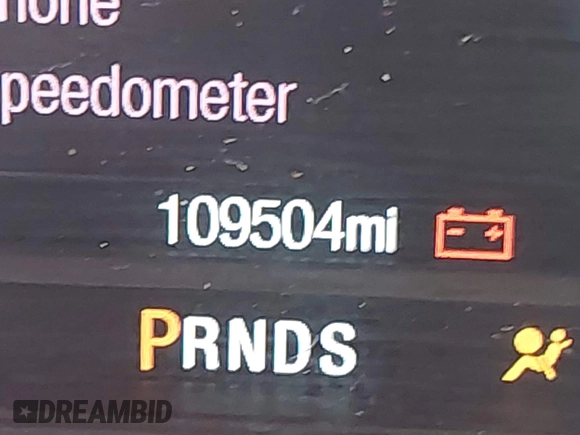 peedometer
109504mi
PRNDS
DREAMBID